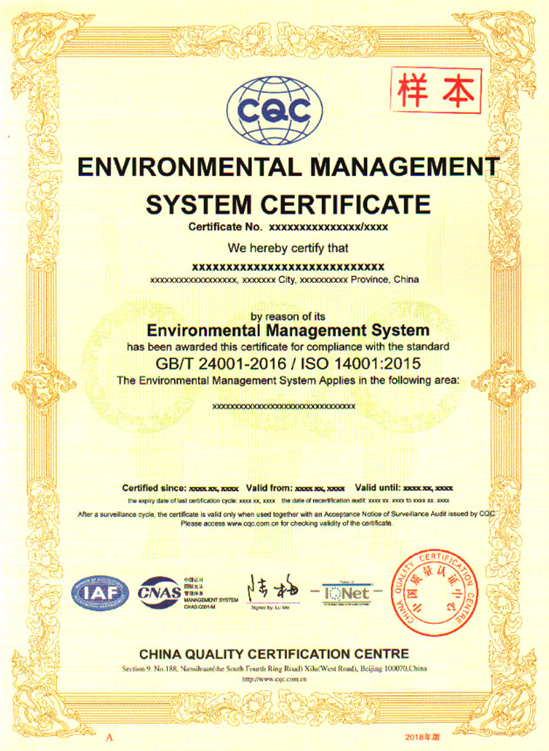 CQC
样本
ENVIRONMENTAL MANAGEMENT
SYSTEM CERTIFICATE
Certificate No. xxxxxxxxxxxxxxx/xxxx
We hereby certify that
xxxxxxxxxxxxxxxxxxxxxxxxxxxx
xxxxxxxxxxxxxxxxxx, xxxxxxx City, xxxxxxxxxx Province, China
by reason of its
Environmental Management System
has been awarded this certificate for compliance with the standard
GB/T 24001-2016 / ISO 14001:2015
The Environmental Management System Applies in the following area:
xxxxxxxxxxxxxxxxxxxxxxxxxxxxxxxxx
Certified since: xxxx xx, xxxx Valid from: xxxx xx, xxxx Valid until: xxxx xx, xxxx
the expiry date of last certification cycle: xxxx xx, xxxx the date of recertification audit: xxxx xx. xxxx to xxxx xx. xxxx
After a surveillance cycle, the certificate is valid only when used together with an Acceptance Notice of Surveillance Audit issued by CQC
Please access www.cqc.com.cn for checking validity of the certificate.
IAF
CNAS
中国认可
国际互认
管理体系
MANAGEMENT SYSTEM
CNAS C001-M
陆梅
Signed by: Lu Mei
IQNet
CHINA QUALITY CERTIFICATION CENTRE
中国质量认证中心
CHINA QUALITY CERTIFICATION CENTRE
Section 9, No.188, Nansihuan(the South Fourth Ring Road) Xilu(West Road), Beijing 100070,China
http://www.cqc.com.cn
A
2018年版